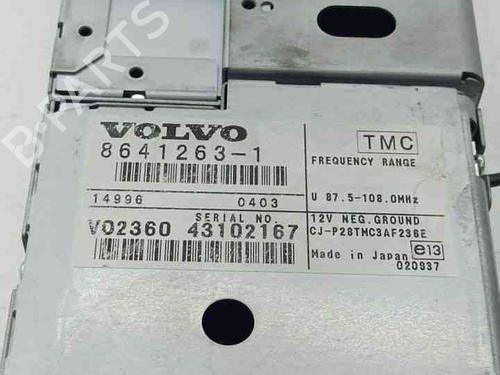 B-PARTS
VOLVO
8641263-1
14996 0403
SERIAL NO.
VO2360 43102167
TMC
FREQUENCY RANGE
U 87.5-108.0MHz
12V NEG.GROUND
CJ-P28TMC3AF236E
Made in Japan e13
020937